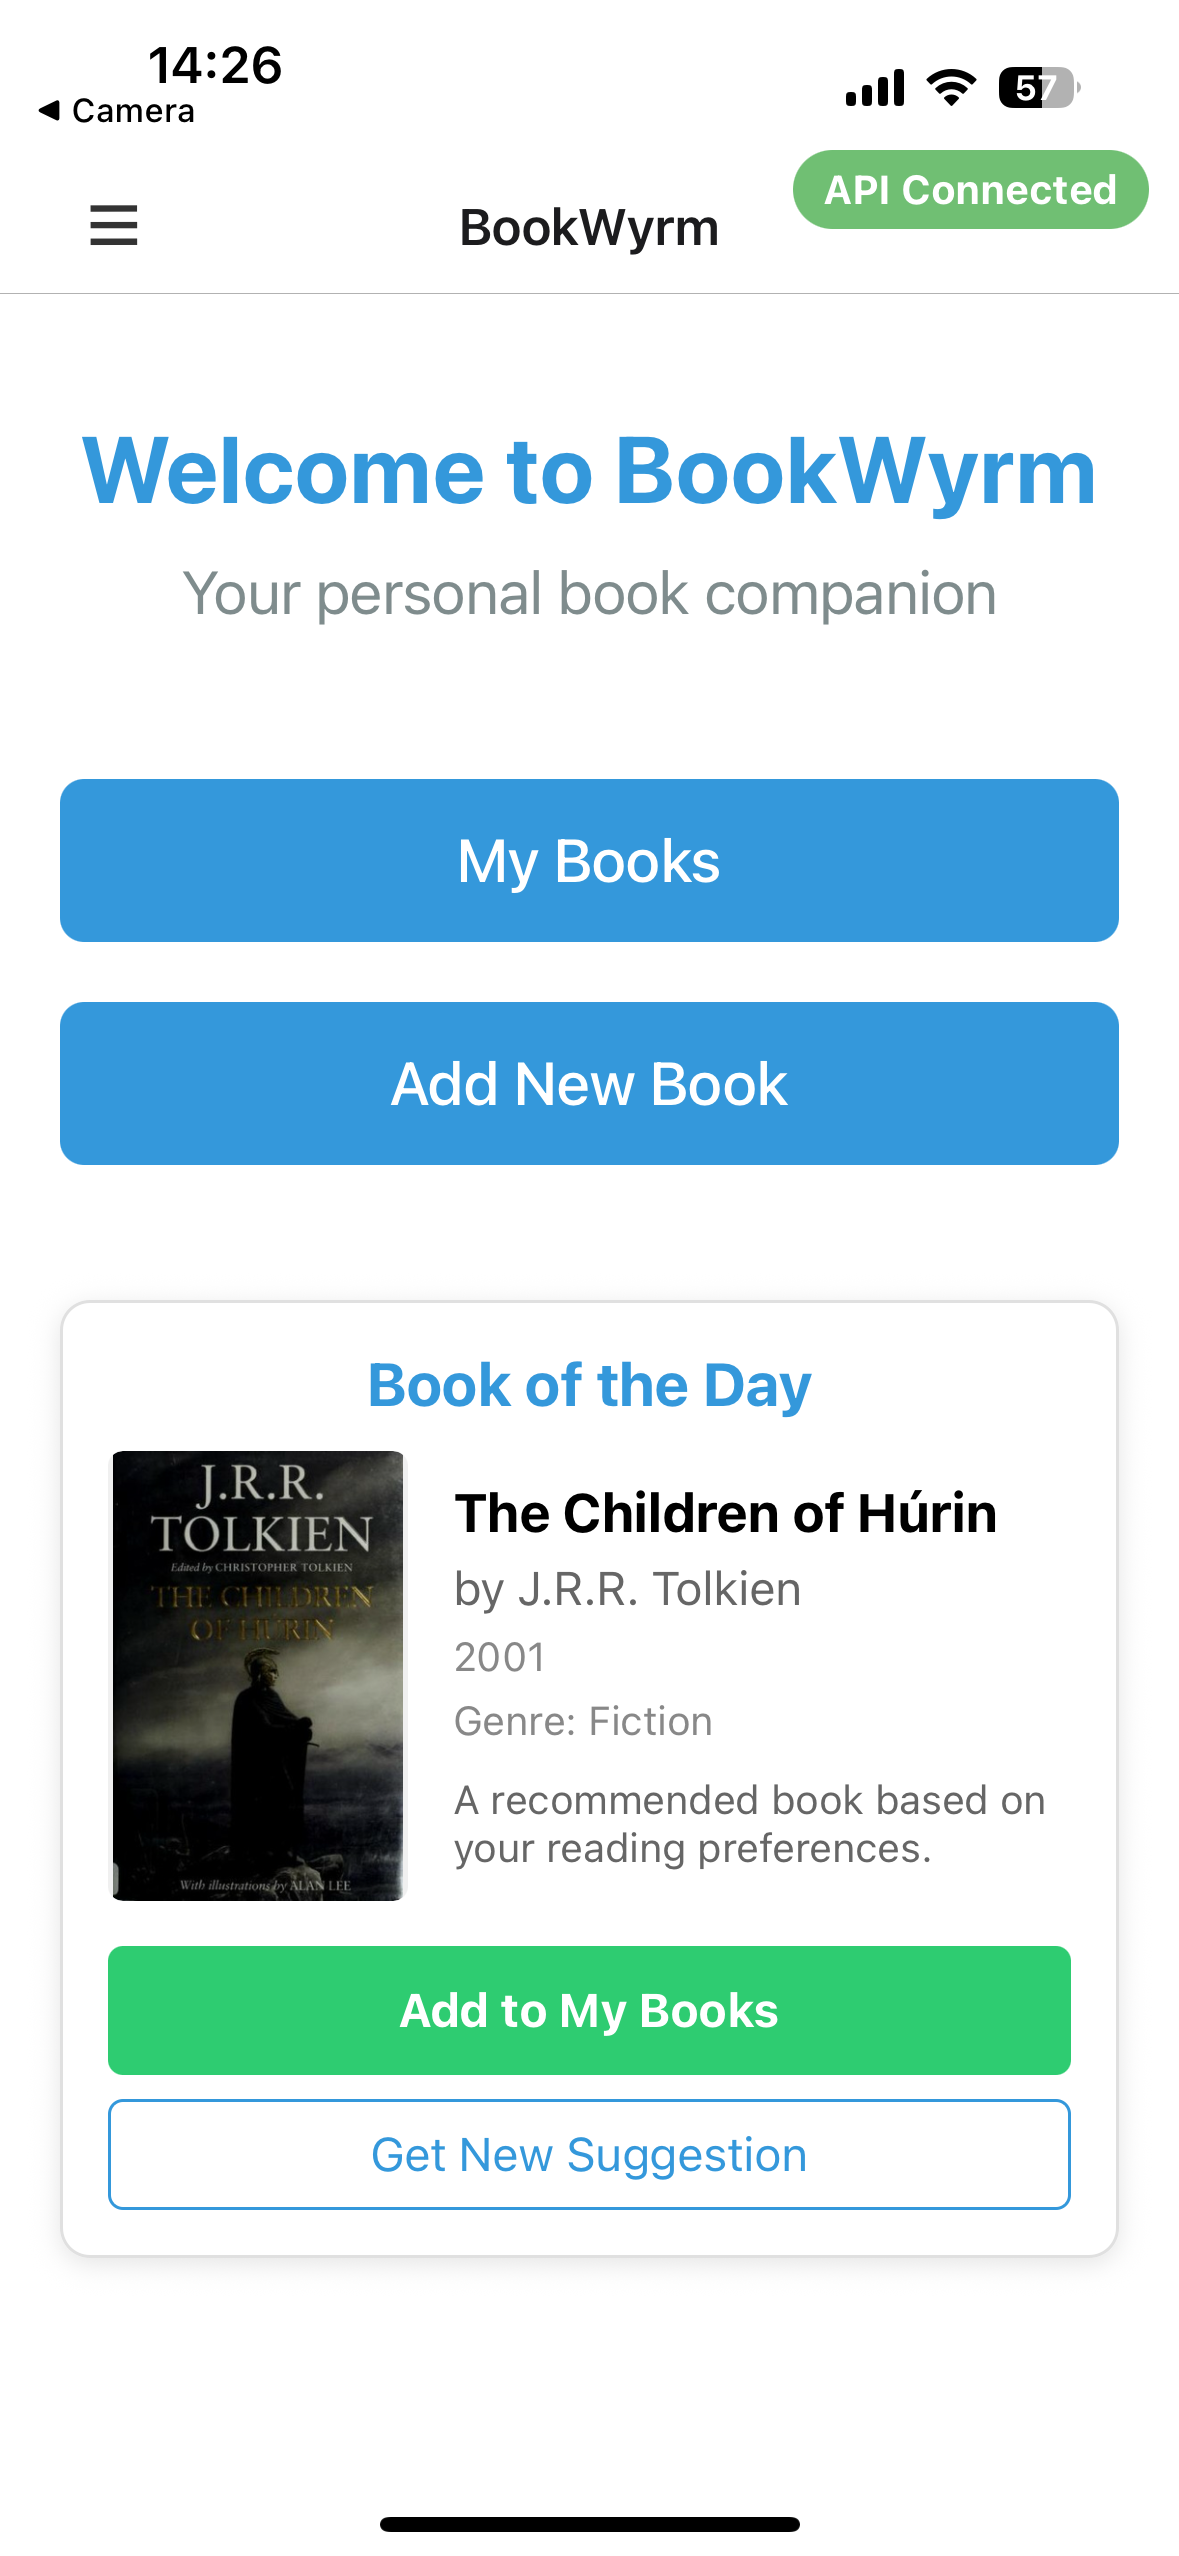 14:26
57
◀ Camera
API Connected
BookWyrm
Welcome to BookWyrm
Your personal book companion
My Books
Add New Book
Book of the Day
J.R.R.
TOLKIEN
Edited by CHRISTOPHER TOLKIEN
THE CHILDREN
OF HÚRIN
With illustrations by ALAN LEE
The Children of Húrin
by J.R.R. Tolkien
2001
Genre: Fiction
A recommended book based on
your reading preferences.
Add to My Books
Get New Suggestion